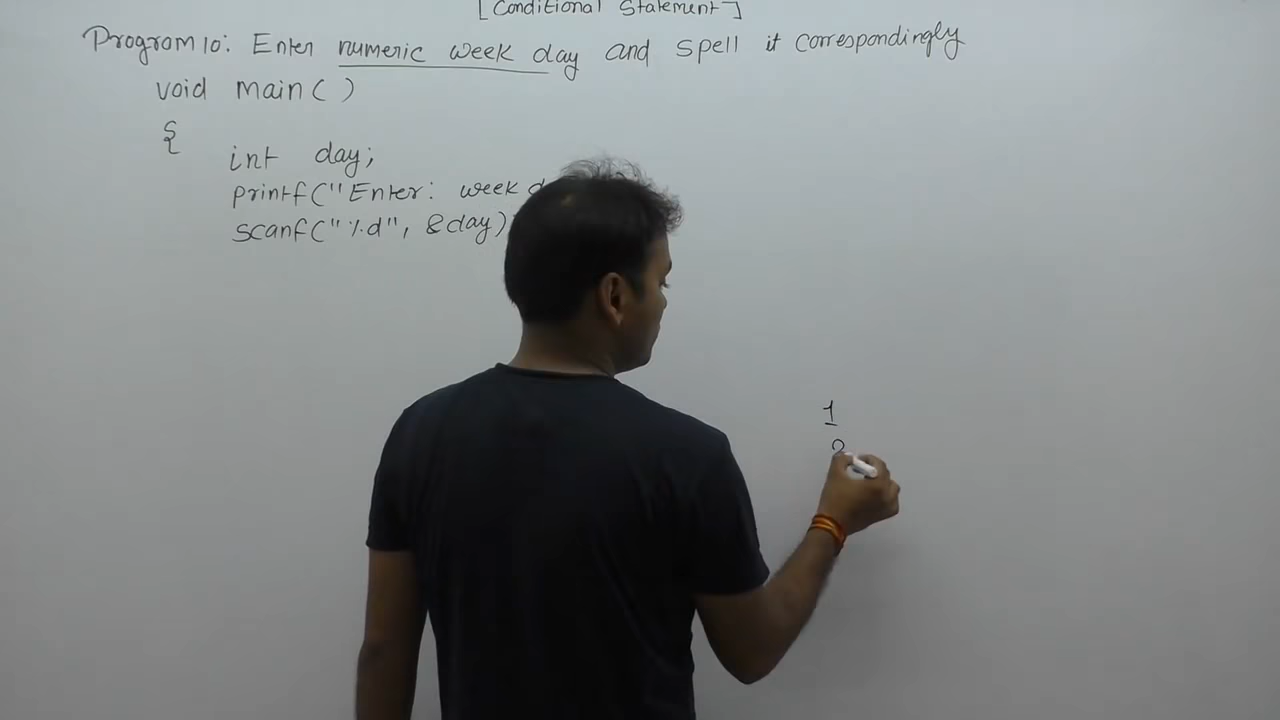 [Conditional Statement]
Program 10: Enter numeric week day and spell it correspondingly
void main( )
{
int day;
printf("Enter: week
scanf("%d", &day)
1
2